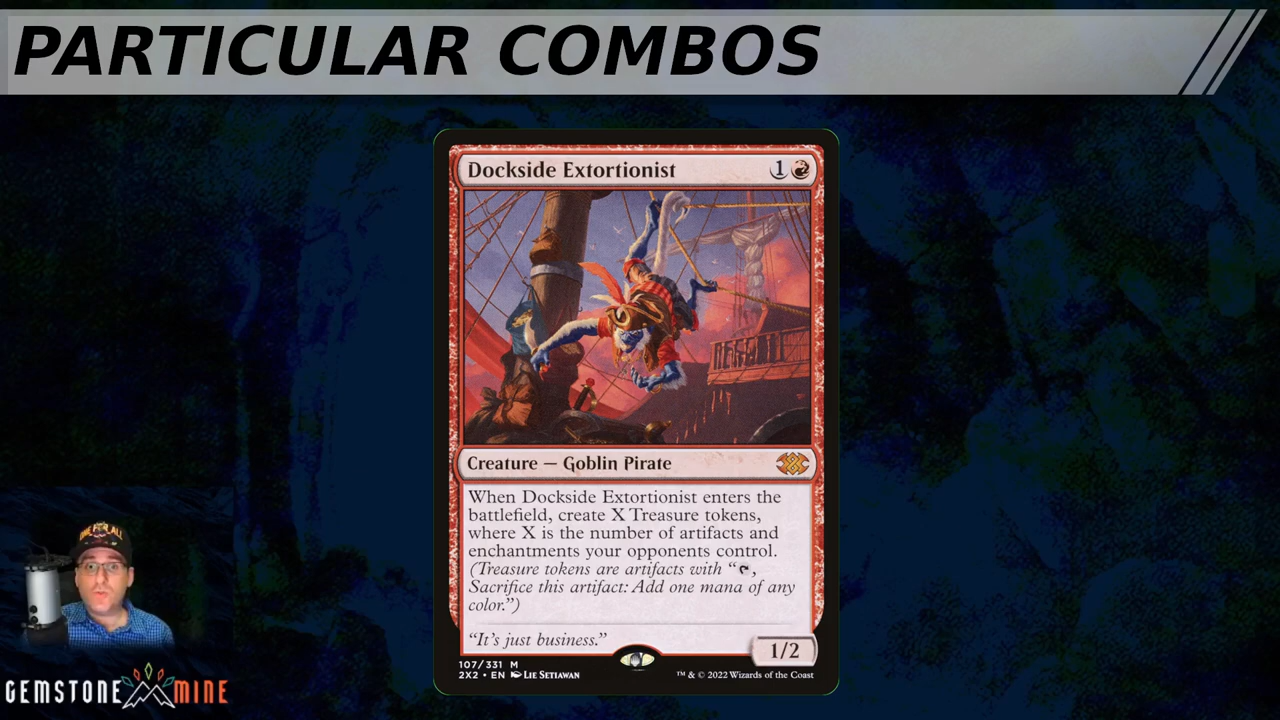 PARTICULAR COMBOS
Dockside Extortionist 1
Creature — Goblin Pirate
When Dockside Extortionist enters the
battlefield, create X Treasure tokens,
where X is the number of artifacts and
enchantments your opponents control.
(Treasure tokens are artifacts with “,
Sacrifice this artifact: Add one mana of any
color.”)
“It’s just business.”
1/2
107/331 M
2X2 • EN Lie Setiawan
™ & © 2022 Wizards of the Coast
GEMSTONE MINE